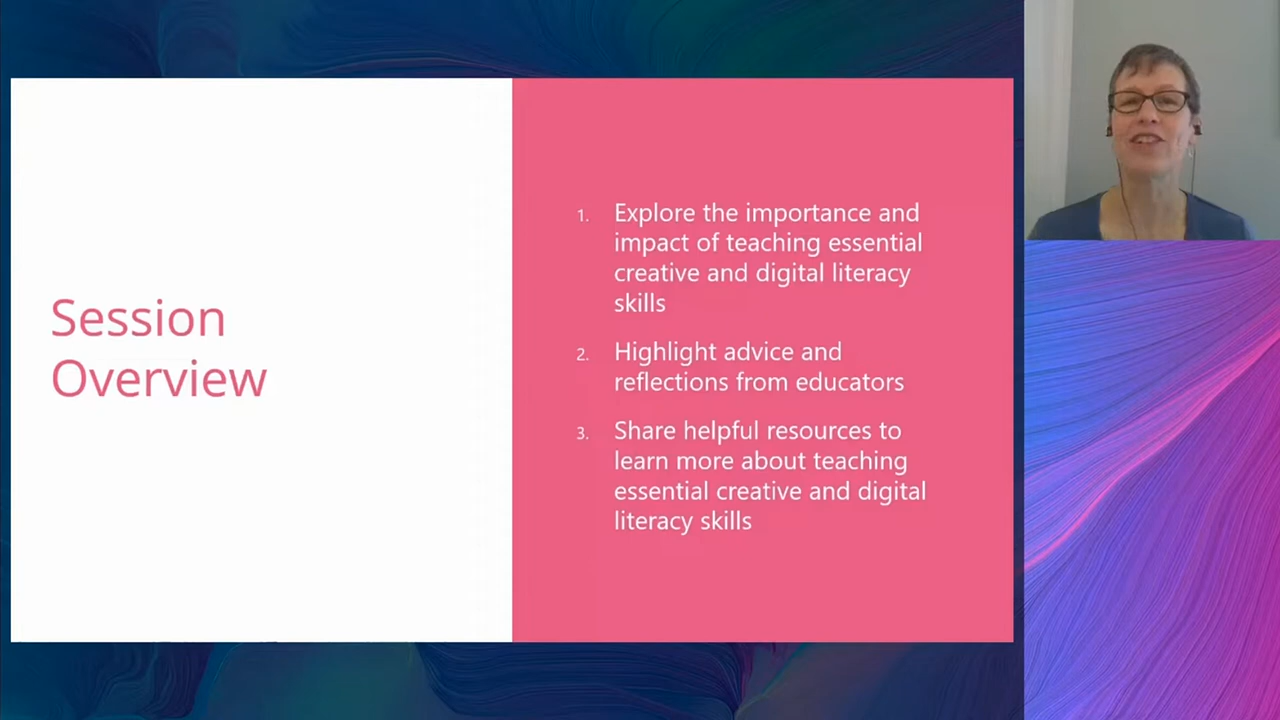 Session
Overview
1. Explore the importance and
impact of teaching essential
creative and digital literacy
skills
2. Highlight advice and
reflections from educators
3. Share helpful resources to
learn more about teaching
essential creative and digital
literacy skills